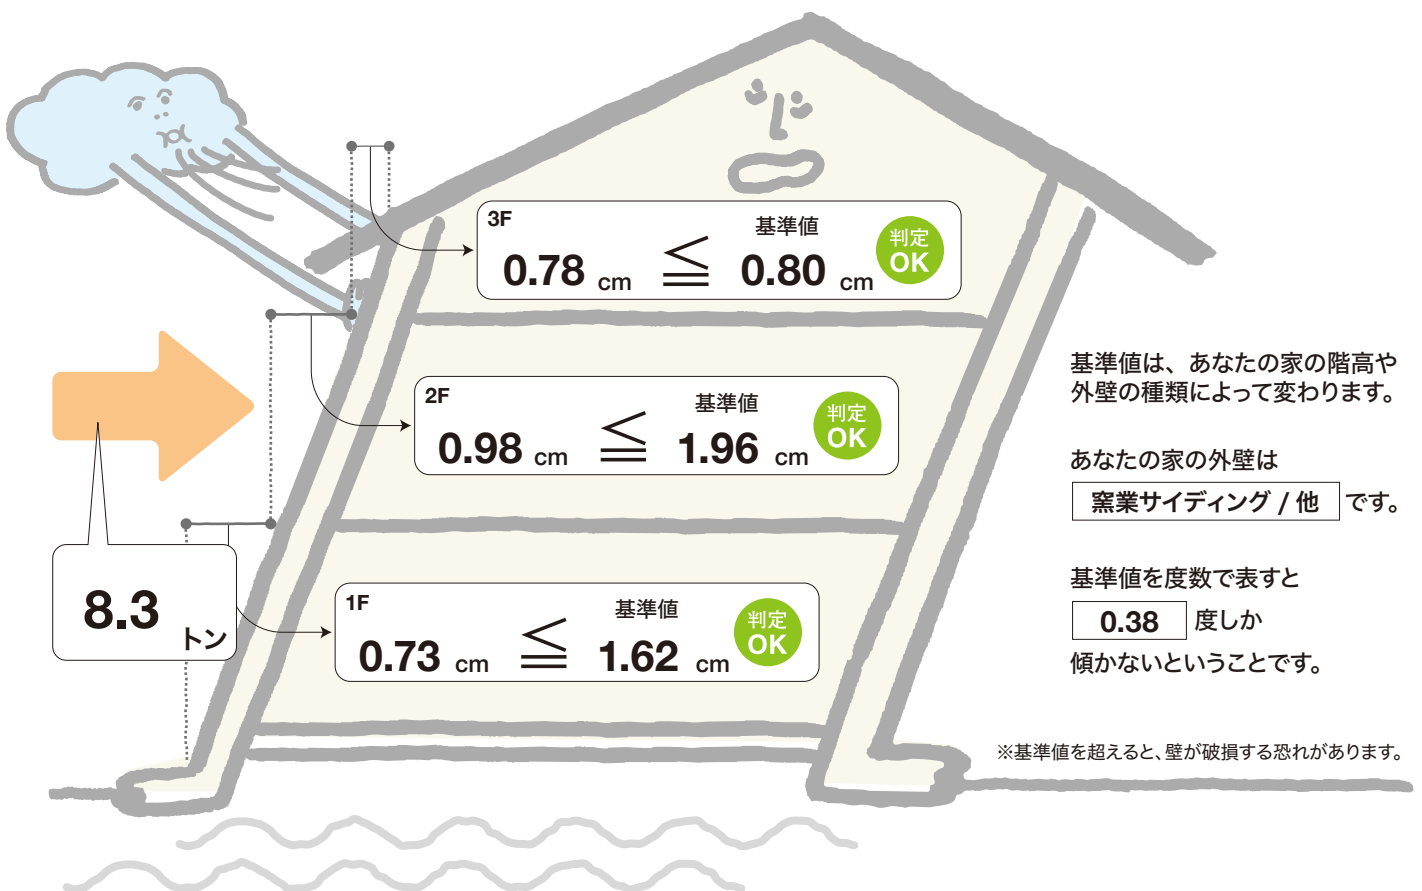 3F
基準値
0.78 cm ≦ 0.80 cm
判定
OK
2F
基準値
0.98 cm ≦ 1.96 cm
判定
OK
1F
基準値
0.73 cm ≦ 1.62 cm
判定
OK
8.3 トン
基準値は、あなたの家の階高や
外壁の種類によって変わります。
あなたの家の外壁は
窯業サイディング / 他 です。
基準値を度数で表すと
0.38 度しか
傾かないということです。
※基準値を超えると、壁が破損する恐れがあります。